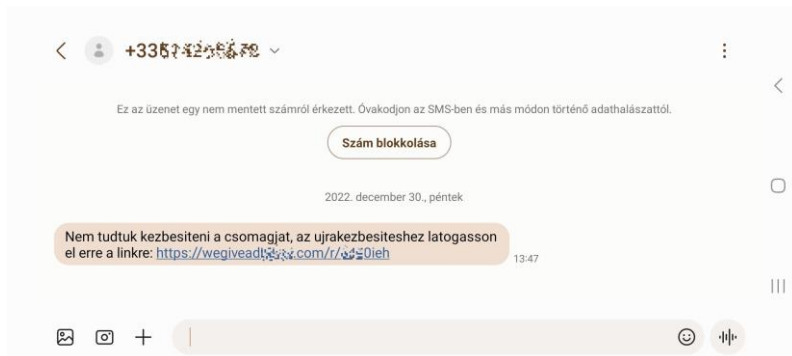 Ez az üzenet egy nem mentett számról érkezett. Óvakodjon az SMS-ben és más módon történő adathalászattól.
Szám blokkolása
2022. december 30., péntek
Nem tudtuk kezbesiteni a csomagjat, az ujrakezbesiteshez latogasson
el erre a linkre:
13:47